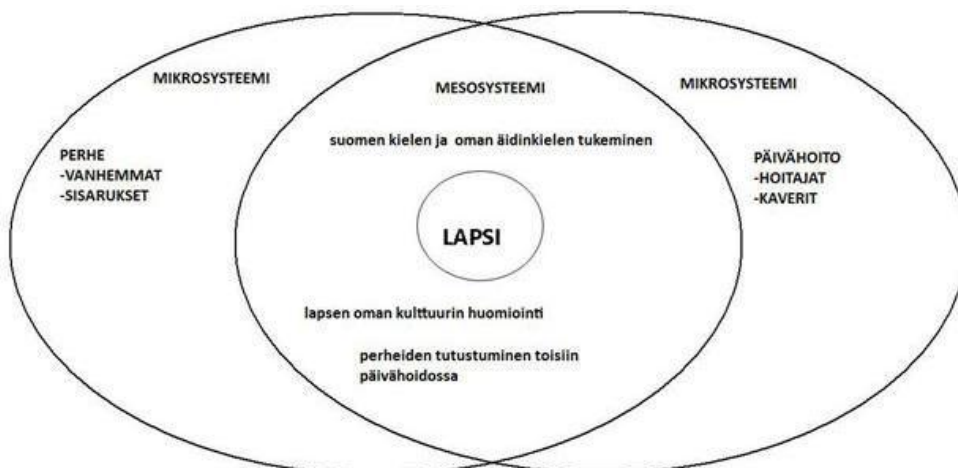 MIKROSYSTEEMI
PERHE
-VANHEMMAT
-SISARUKSET
MESOSYSTEEMI
suomen kielen ja oman äidinkielen tukeminen
LAPSI
lapsen oman kulttuurin huomiointi
perheiden tutustuminen toisiin
päivähoidossa
MIKROSYSTEEMI
PÄIVÄHOITO
-HOITAJAT
-KAVERIT